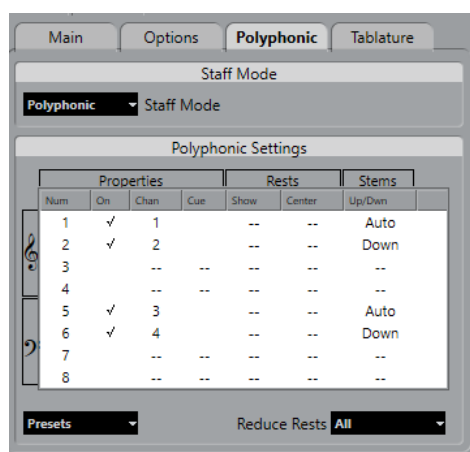 Main Options Polyphonic Tablature
Staff Mode
Polyphonic Staff Mode
Polyphonic Settings
Properties Rests Stems
Num On Chan Cue Show Center Up/Dwn
1 √ 1 -- -- Auto
2 √ 2 -- -- Down
3 -- -- -- -- --
4 -- -- -- -- --
5 √ 3 -- -- Auto
6 √ 4 -- -- Down
7 -- -- -- -- --
8 -- -- -- -- --
Presets Reduce Rests All